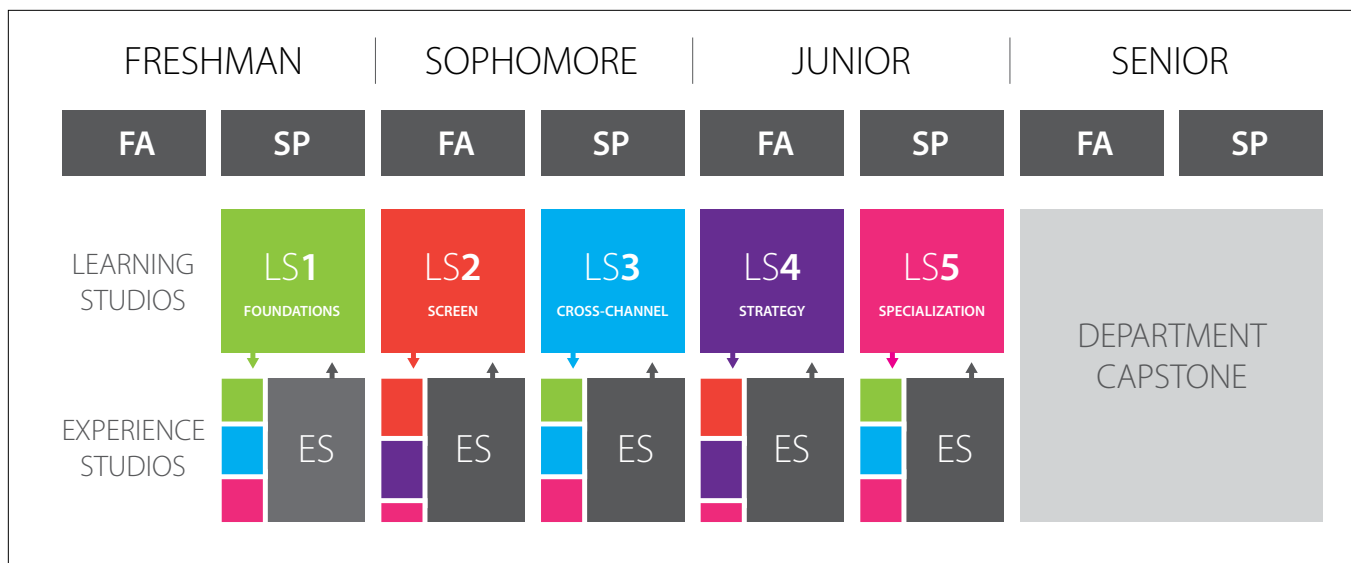 FRESHMAN SOPHOMORE JUNIOR SENIOR
FA SP FA SP FA SP FA SP
LEARNING
STUDIOS
LS1
FOUNDATIONS
LS2
SCREEN
LS3
CROSS-CHANNEL
LS4
STRATEGY
LS5
SPECIALIZATION
DEPARTMENT
CAPSTONE
EXPERIENCE
STUDIOS
ES ES ES ES ES